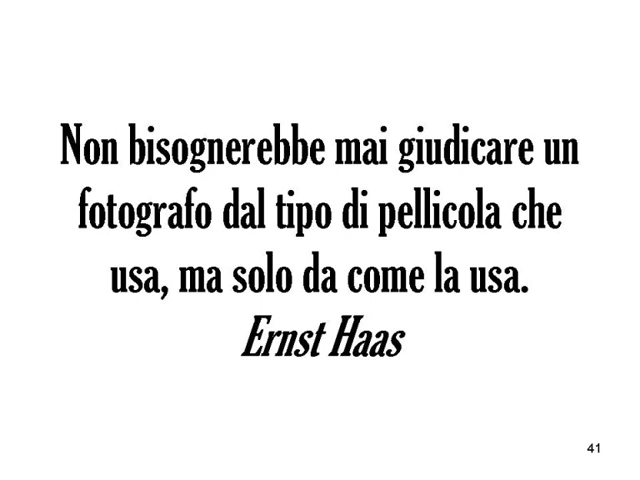 Non bisognerebbe mai giudicare un
fotografo dal tipo di pellicola che
usa, ma solo da come la usa.
Ernst Haas
41